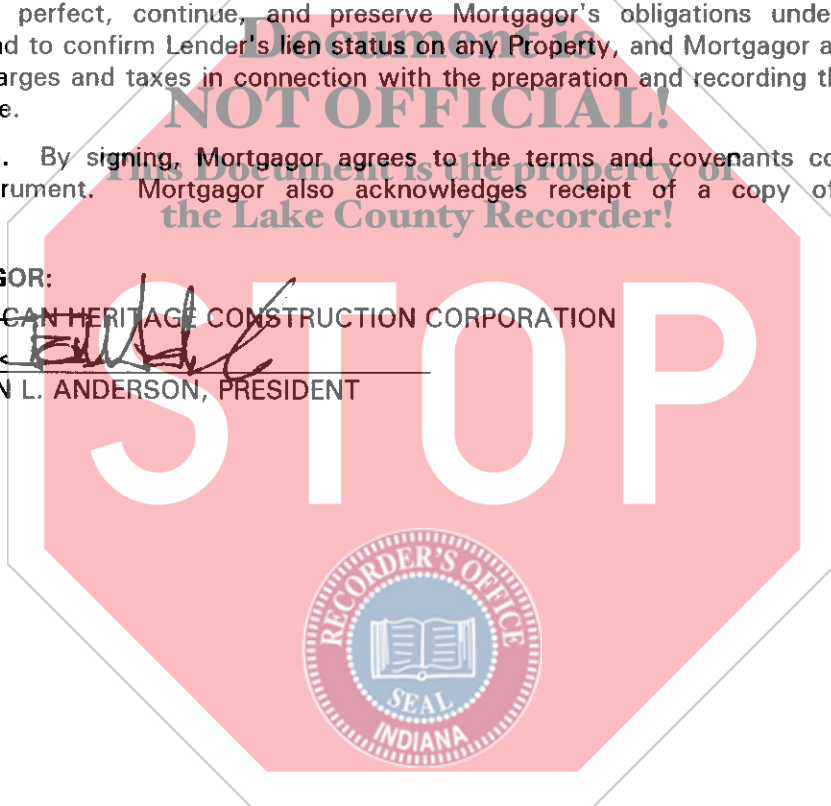 perfect, continue, and preserve Mortgagor's obligations unde
Document is
d to confirm Lender's lien status on any Property, and Mortgagor a
arges and taxes in connection with the preparation and recording th
NOT OFFICIAL!
e.
. By signing, Mortgagor agrees to the terms and covenants co
This Document is the property of
rument. Mortgagor also acknowledges receipt of a copy of
the Lake County Recorder!
GOR:
CAN HERITAGE CONSTRUCTION CORPORATION
N L. ANDERSON, PRESIDENT
STOP
RECORDER'S OFFICE
SEAL
INDIANA